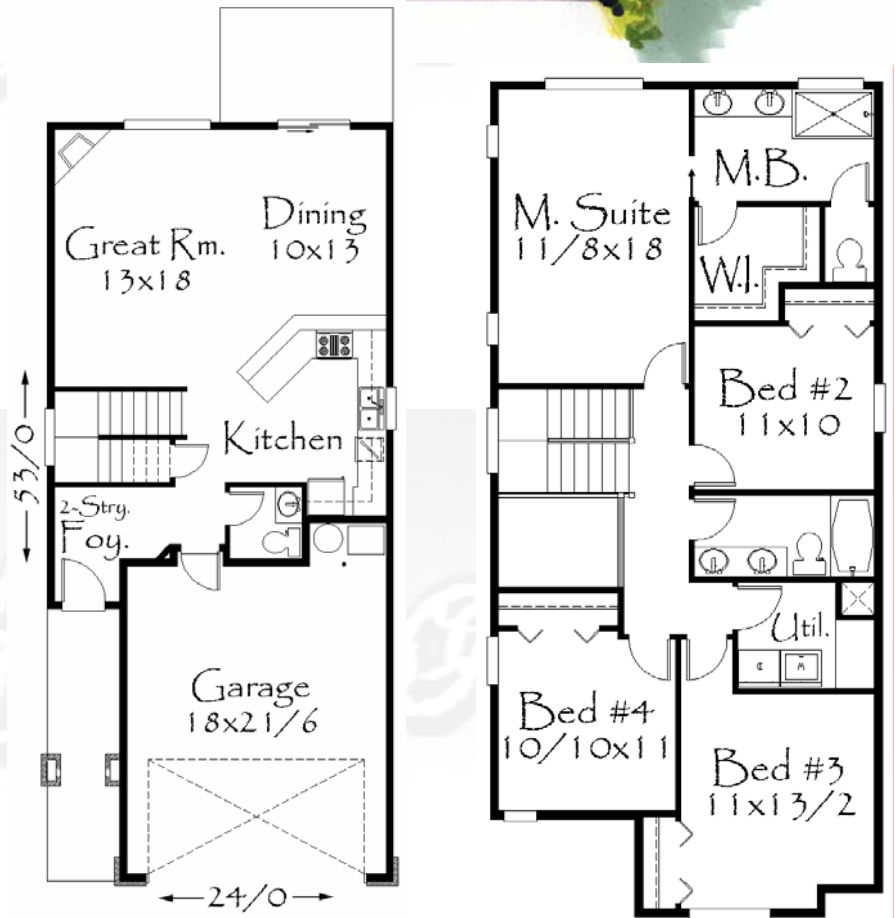 Great Rm.
13x18
Dining
10x13
Kitchen
53/0
2-Stry.
Foy.
Garage
18x21/6
24/0
M. Suite
11/8x18
M.B.
W.I.
Bed #2
11x10
Util.
Bed #4
10/10x11
Bed #3
11x13/2